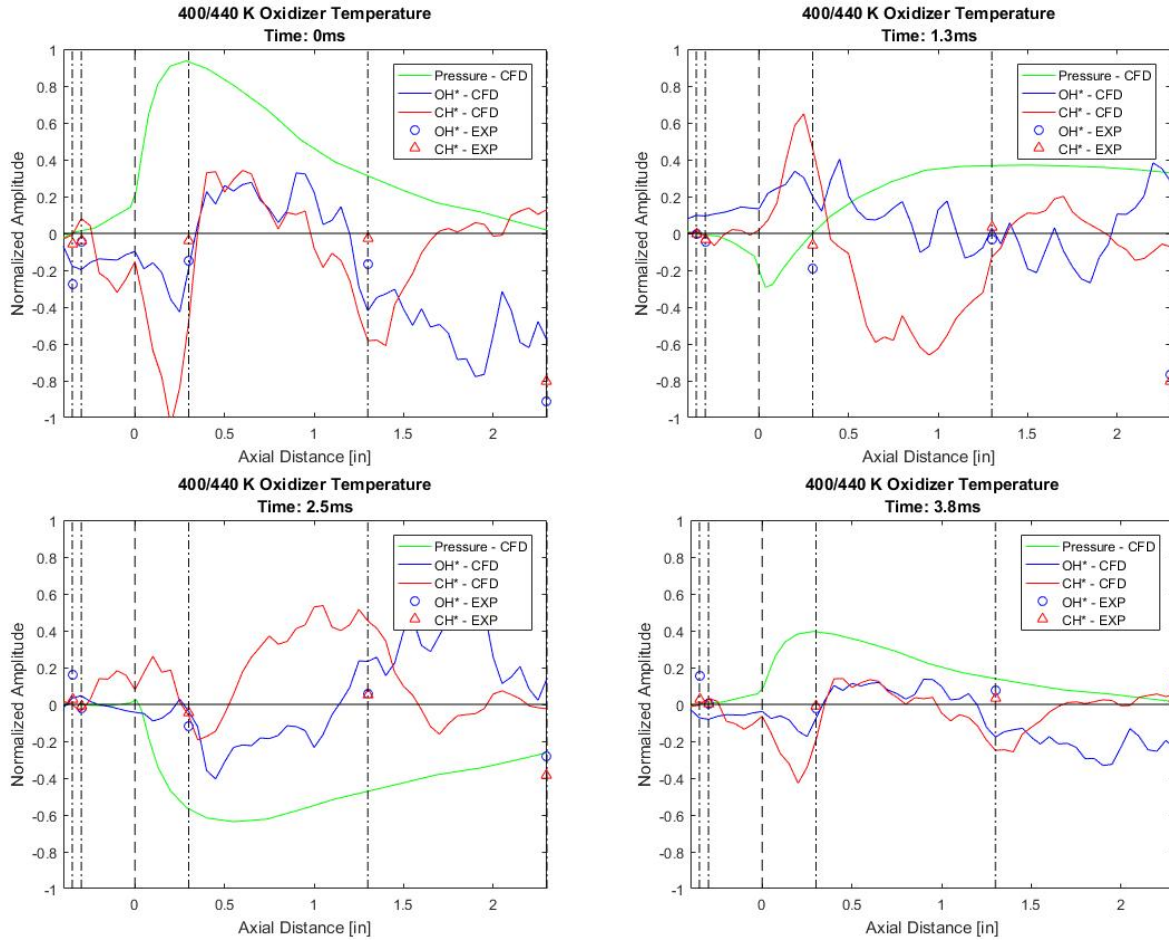 400/440 K Oxidizer Temperature
Time: 0ms
1
0.8
0.6
0.4
0.2
0
-0.2
-0.4
-0.6
-0.8
-1
Normalized Amplitude
Pressure - CFD
OH* - CFD
CH* - CFD
OH* - EXP
CH* - EXP
0 0.5 1 1.5 2
Axial Distance [in]
400/440 K Oxidizer Temperature
Time: 1.3ms
1
0.8
0.6
0.4
0.2
0
-0.2
-0.4
-0.6
-0.8
-1
Normalized Amplitude
Pressure - CFD
OH* - CFD
CH* - CFD
OH* - EXP
CH* - EXP
0 0.5 1 1.5 2
Axial Distance [in]
400/440 K Oxidizer Temperature
Time: 2.5ms
1
0.8
0.6
0.4
0.2
0
-0.2
-0.4
-0.6
-0.8
-1
Normalized Amplitude
Pressure - CFD
OH* - CFD
CH* - CFD
OH* - EXP
CH* - EXP
0 0.5 1 1.5 2
Axial Distance [in]
400/440 K Oxidizer Temperature
Time: 3.8ms
1
0.8
0.6
0.4
0.2
0
-0.2
-0.4
-0.6
-0.8
-1
Normalized Amplitude
Pressure - CFD
OH* - CFD
CH* - CFD
OH* - EXP
CH* - EXP
0 0.5 1 1.5 2
Axial Distance [in]